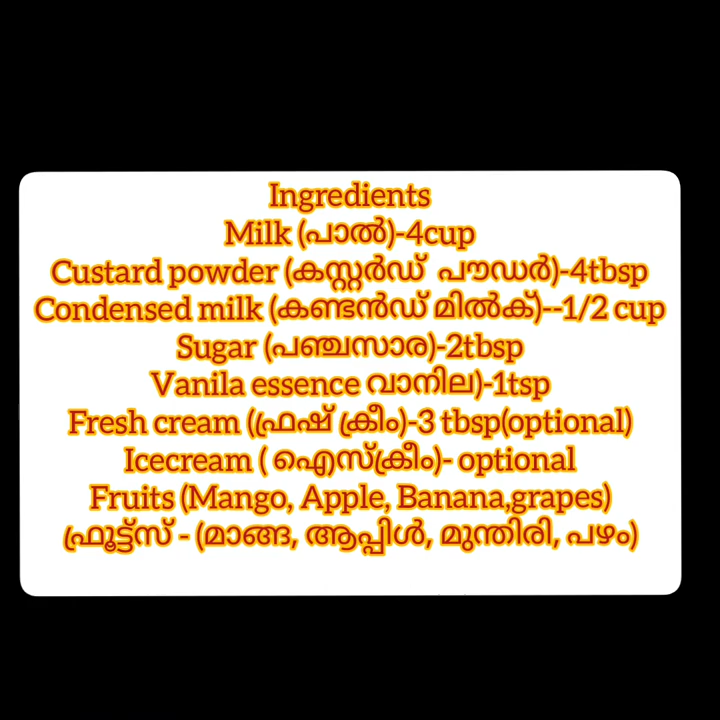 Ingredients
Milk (പാൽ)-4cup
Custard powder (കസ്റ്റർഡ് പൗഡർ)-4tbsp
Condensed milk (കണ്ടൻഡ് മിൽക്)--1/2 cup
Sugar (പഞ്ചസാര)-2tbsp
Vanila essence വാനില)-1tsp
Fresh cream (ഫ്രഷ് ക്രീം)-3 tbsp(optional)
Icecream ( ഐസ്ക്രീം)- optional
Fruits (Mango, Apple, Banana,grapes)
ഫ്രൂട്ട്സ് - (മാങ്ങ, ആപ്പിൾ, മുന്തിരി, പഴം)